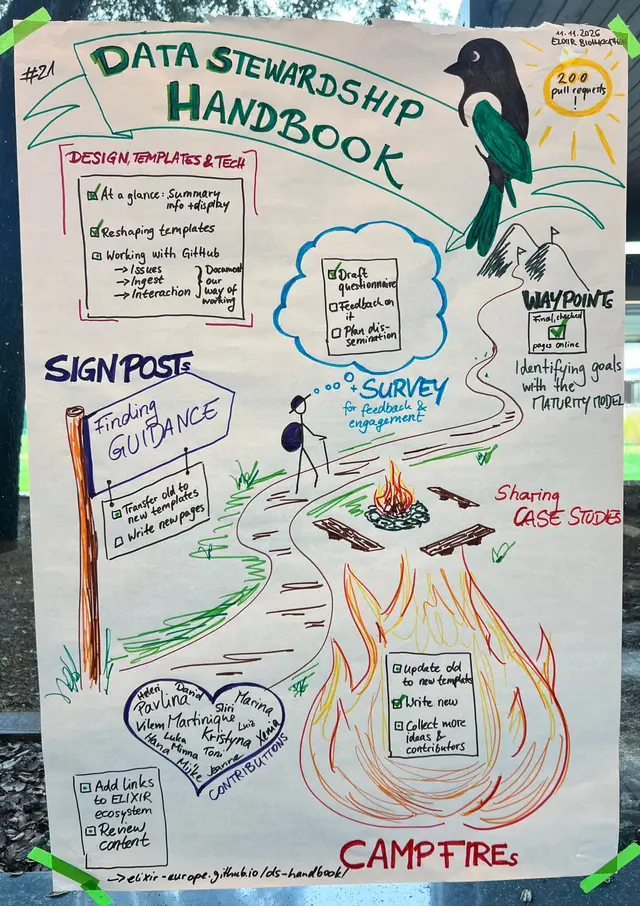 #21
11.11.2026
ELIXIR BIOHACKATHON
DATA STEWARDSHIP
HANDBOOK
200
pull requests
!
DESIGN, TEMPLATES & TECH
At a glance: Summary
info + display
Reshaping templates
Working with GitHub
→ Issues
→ Ingest
→ Interaction
Document
our
way of
working
Draft
questionnaire
Feedback on
it
Plan dis-
semination
WAYPOINTS
Final, checked
pages online
Identifying goals
with the
MATURITY MODEL
SIGNPOSTs
Finding
GUIDANCE
Transfer old to
new templates
Write new pages
SURVEY
for feedback &
engagement
Sharing
CASE STUDIES
Update old
to new template
Write new
Collect more
ideas &
contributors
Helen David
Pavlina Marina
Vilem Martinique Luiz
Luka Kristyna Xenia
Hana Minna Toni
Mijke
CONTRIBUTIONS
Add links
to ELIXIR
ecosystem
Review
content
CAMPFIREs
→ elixir-europe.github.io/ds-handbook/